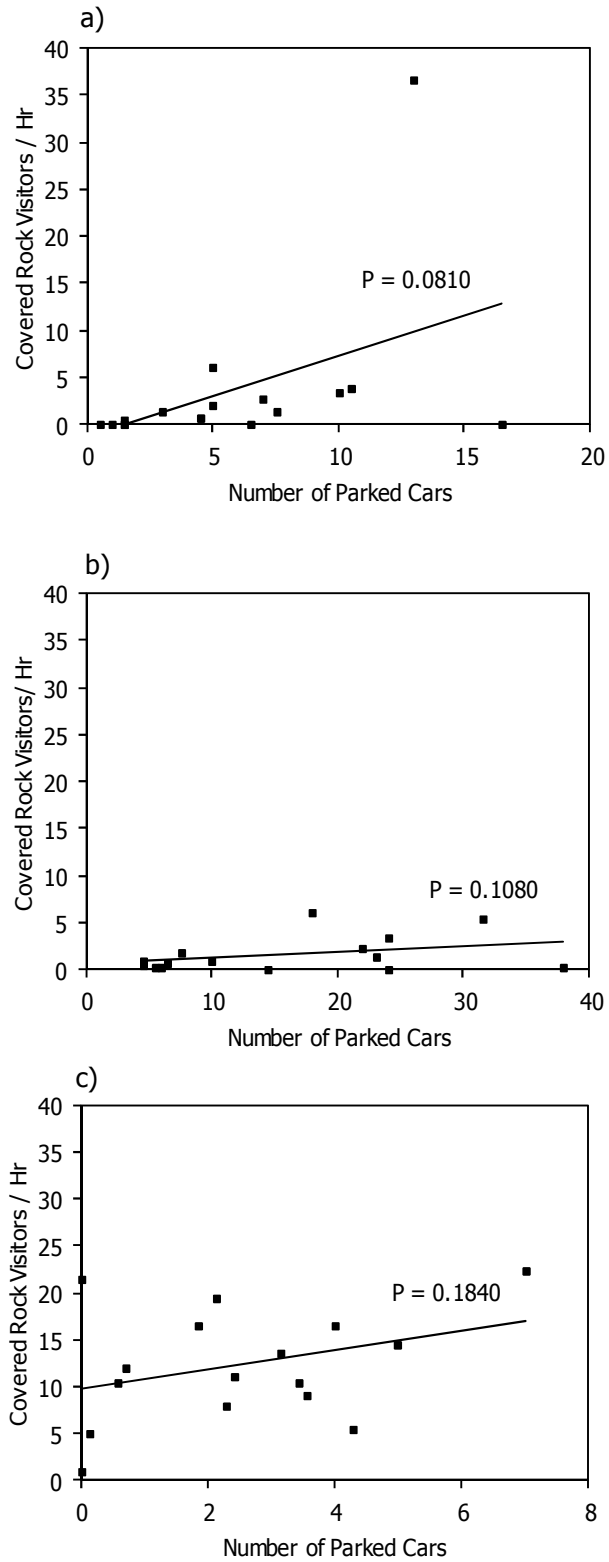 a)
40
35
30
25
20
15
10
5
0
Covered Rock Visitors / Hr
P = 0.0810
0 5 10 15 20
Number of Parked Cars
b)
40
35
30
25
20
15
10
5
0
Covered Rock Visitors/ Hr
P = 0.1080
0 10 20 30 40
Number of Parked Cars
c)
40
35
30
25
20
15
10
5
0
Covered Rock Visitors / Hr
P = 0.1840
0 2 4 6 8
Number of Parked Cars